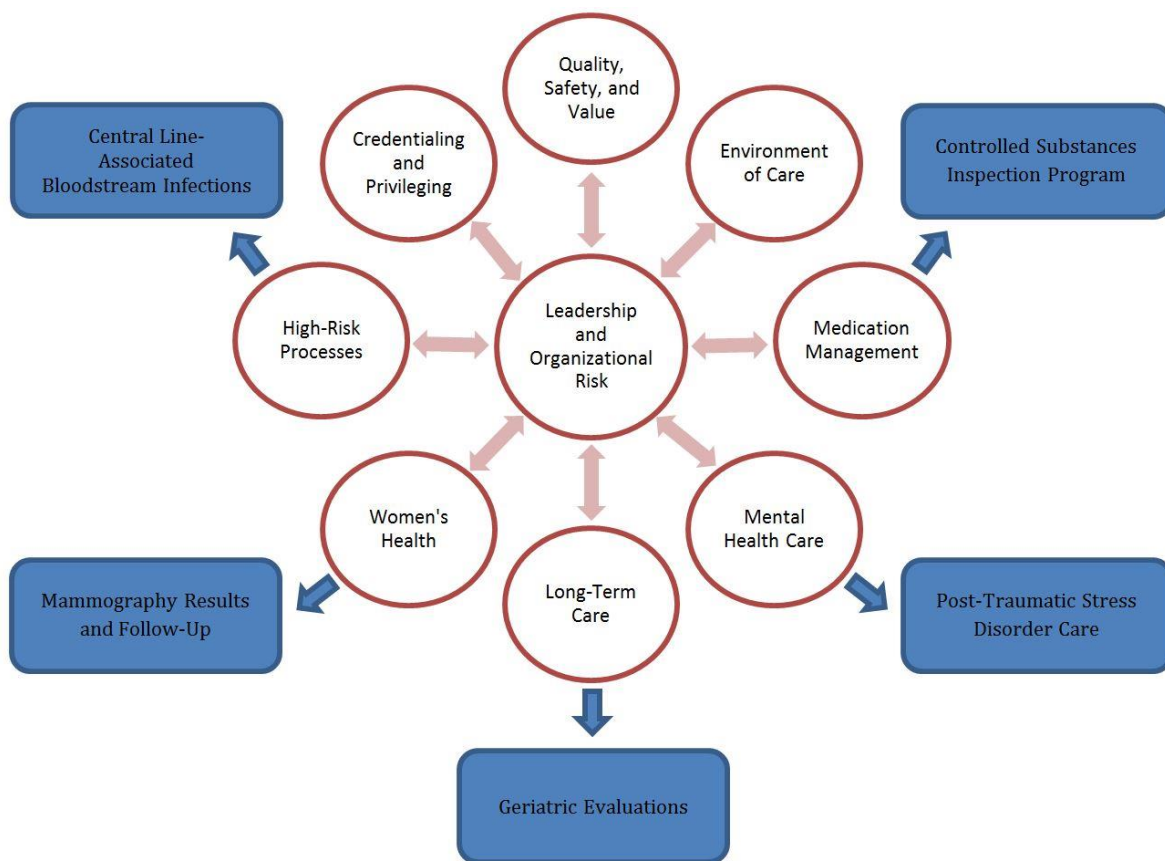 Quality,
Safety, and
Value
Central Line-
Associated
Bloodstream Infections
Credentialing
and
Privileging
Environment
of Care
Controlled Substances
Inspection Program
High-Risk
Processes
Leadership
and
Organizational
Risk
Medication
Management
Women's
Health
Mental
Health Care
Long-Term
Care
Mammography Results
and Follow-Up
Post-Traumatic Stress
Disorder Care
Geriatric Evaluations